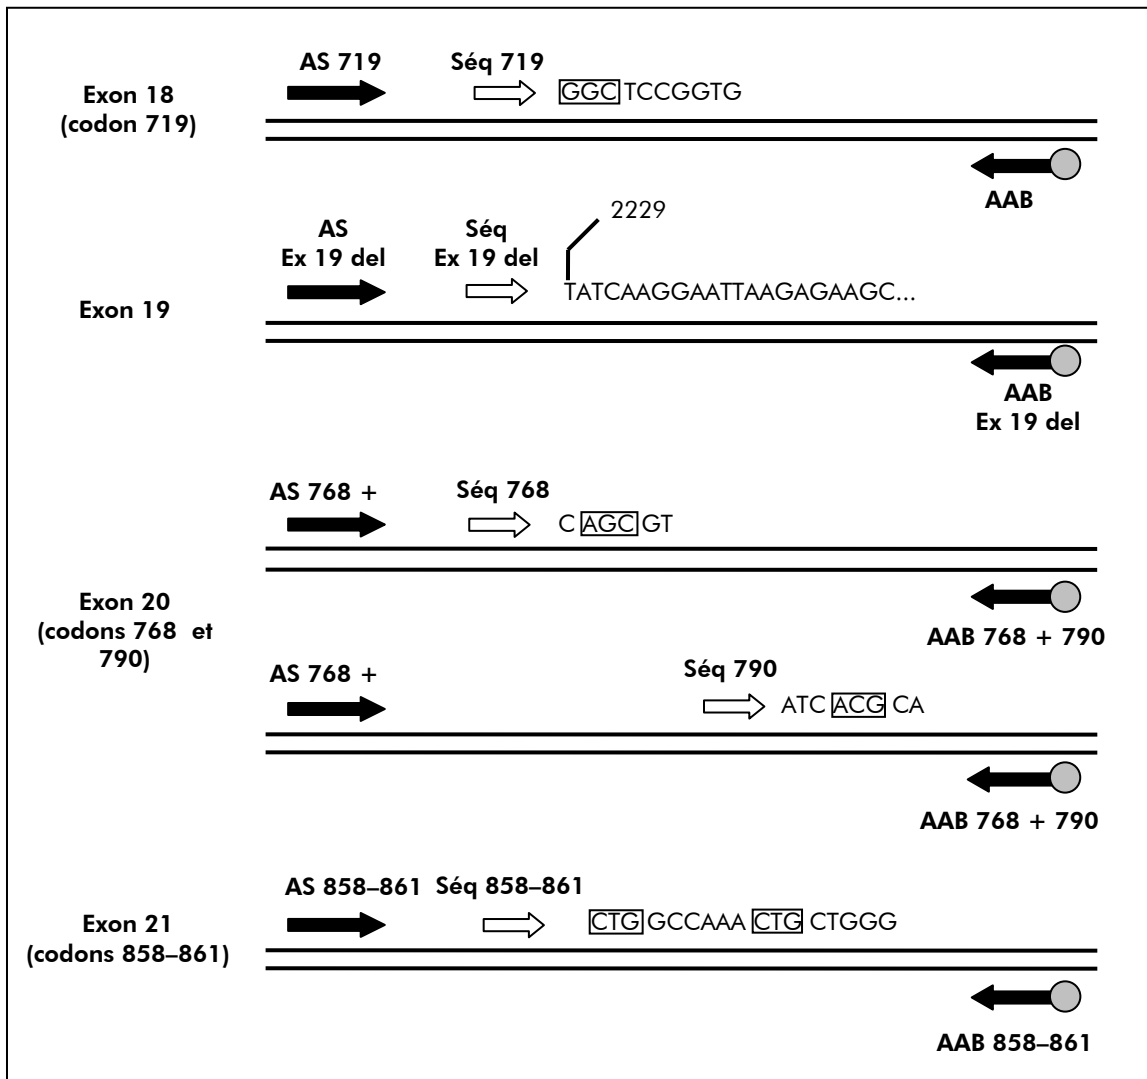 AS 719
Séq 719
Exon 18
(codon 719)
GGC TCCGGTG
AAB
AS
Ex 19 del
Séq
Ex 19 del
2229
Exon 19
TATCAAGGAATTAAGAGAAGC...
AAB
Ex 19 del
AS 768 +
Séq 768
C AGC GT
Exon 20
(codons 768 et
790)
AAB 768 + 790
AS 768 +
Séq 790
ATC ACG CA
AAB 768 + 790
AS 858–861
Séq 858–861
Exon 21
(codons 858–861)
CTG GCCAAA CTG CTGGG
AAB 858–861